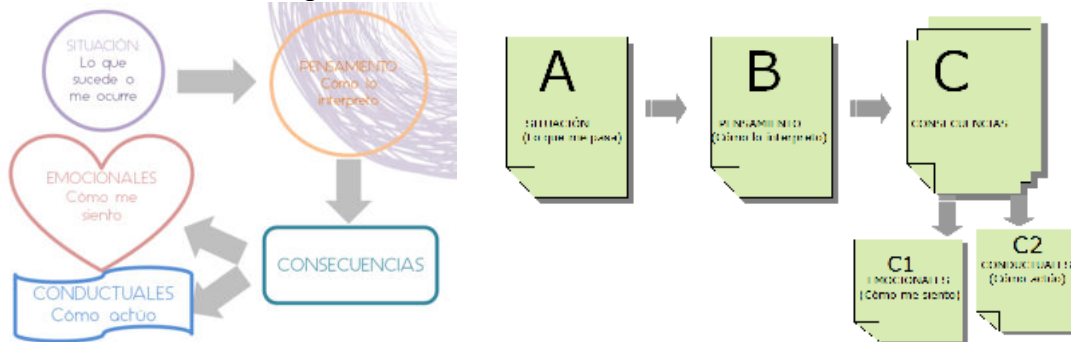 SITUACIÓN
Lo que
sucede o
me ocurre
PENSAMIENTO
Cómo lo
interpreto
EMOCIONALES
Cómo me
siento
CONSECUENCIAS
CONDUCTUALES
Cómo actúo
A
SITUACIÓN
(Lo que me pasa)
B
PENSAMIENTO
(Cómo lo interpreto)
C
CONSECUENCIAS
C1
EMOCIONALES
(Cómo me siento)
C2
CONDUCTUALES
(Cómo actúo)